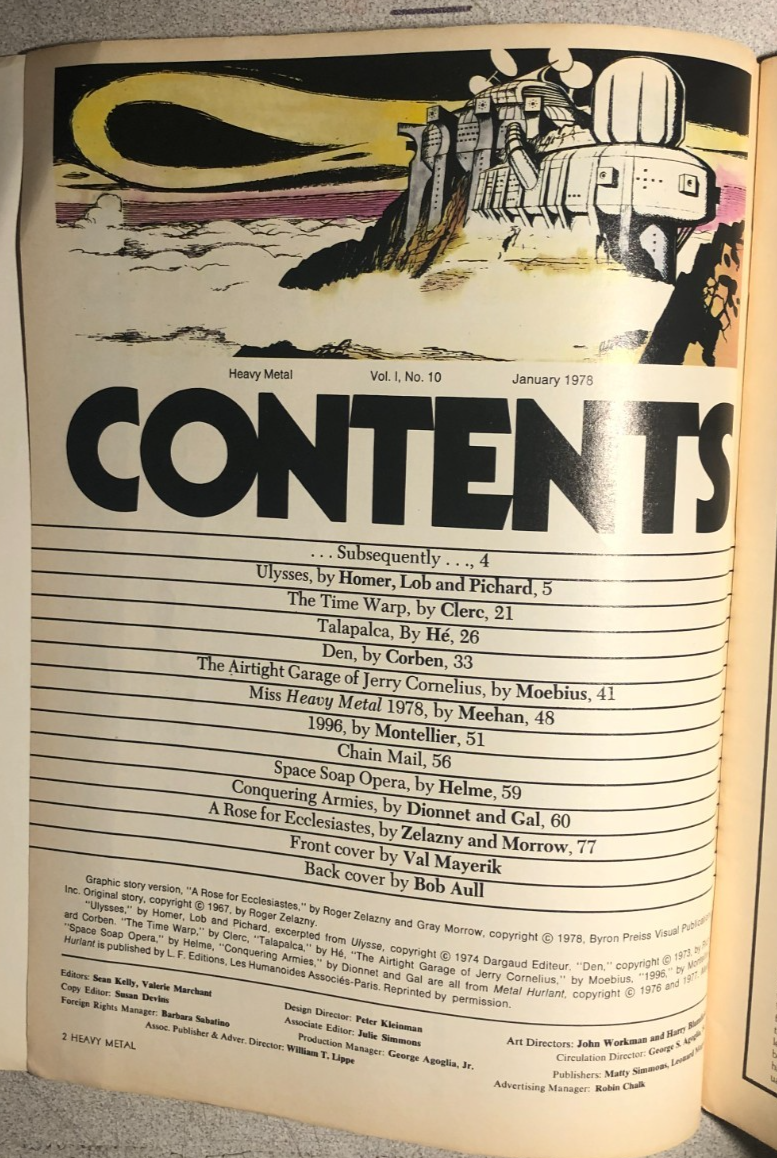 Heavy Metal Vol. I, No. 10 January 1978
CONTENTS
. . . Subsequently . . ., 4
Ulysses, by Homer, Lob and Pichard, 5
The Time Warp, by Clerc, 21
Talapalca, By Hé, 26
Den, by Corben, 33
The Airtight Garage of Jerry Cornelius, by Moebius, 41
Miss Heavy Metal 1978, by Meehan, 48
1996, by Montellier, 51
Chain Mail, 56
Space Soap Opera, by Helme, 59
Conquering Armies, by Dionnet and Gal, 60
A Rose for Ecclesiastes, by Zelazny and Morrow, 77
Front cover by Val Mayerik
Back cover by Bob Aull
Graphic story version, "A Rose for Ecclesiastes," by Roger Zelazny and Gray Morrow, copyright © 1978, Byron Preiss Visual
Inc. Original story, copyright © 1967, by Roger Zelazny.
"Ulysses," by Homer, Lob and Pichard, excerpted from Ulysse, copyright © 1974 Dargaud Editeur. "Den," copyright © 1973, by
ard Corben. "The Time Warp," by Clerc, "Talapalca," by Hé, "The Airtight Garage of Jerry Cornelius," by Moebius, "1996," by
"Space Soap Opera," by Helme, "Conquering Armies," by Dionnet and Gal are all from Metal Hurlant, copyright © 1976 and 1977.
Hurlant is published by L. F. Editions, Les Humanoides Associés-Paris. Reprinted by permission.
Editors: Sean Kelly, Valerie Marchant
Copy Editor: Susan Devins
Foreign Rights Manager: Barbara Sabatino
Assoc. Publisher & Adver. Director: William T. Lippe
Design Director: Peter Kleinman
Associate Editor: Julie Simmons
Production Manager: George Agoglia, Jr.
Art Directors: John Workman and Harry
Circulation Director: George S. Agoglia,
Publishers: Matty Simmons, Leonard
Advertising Manager: Robin Chalk
2 HEAVY METAL